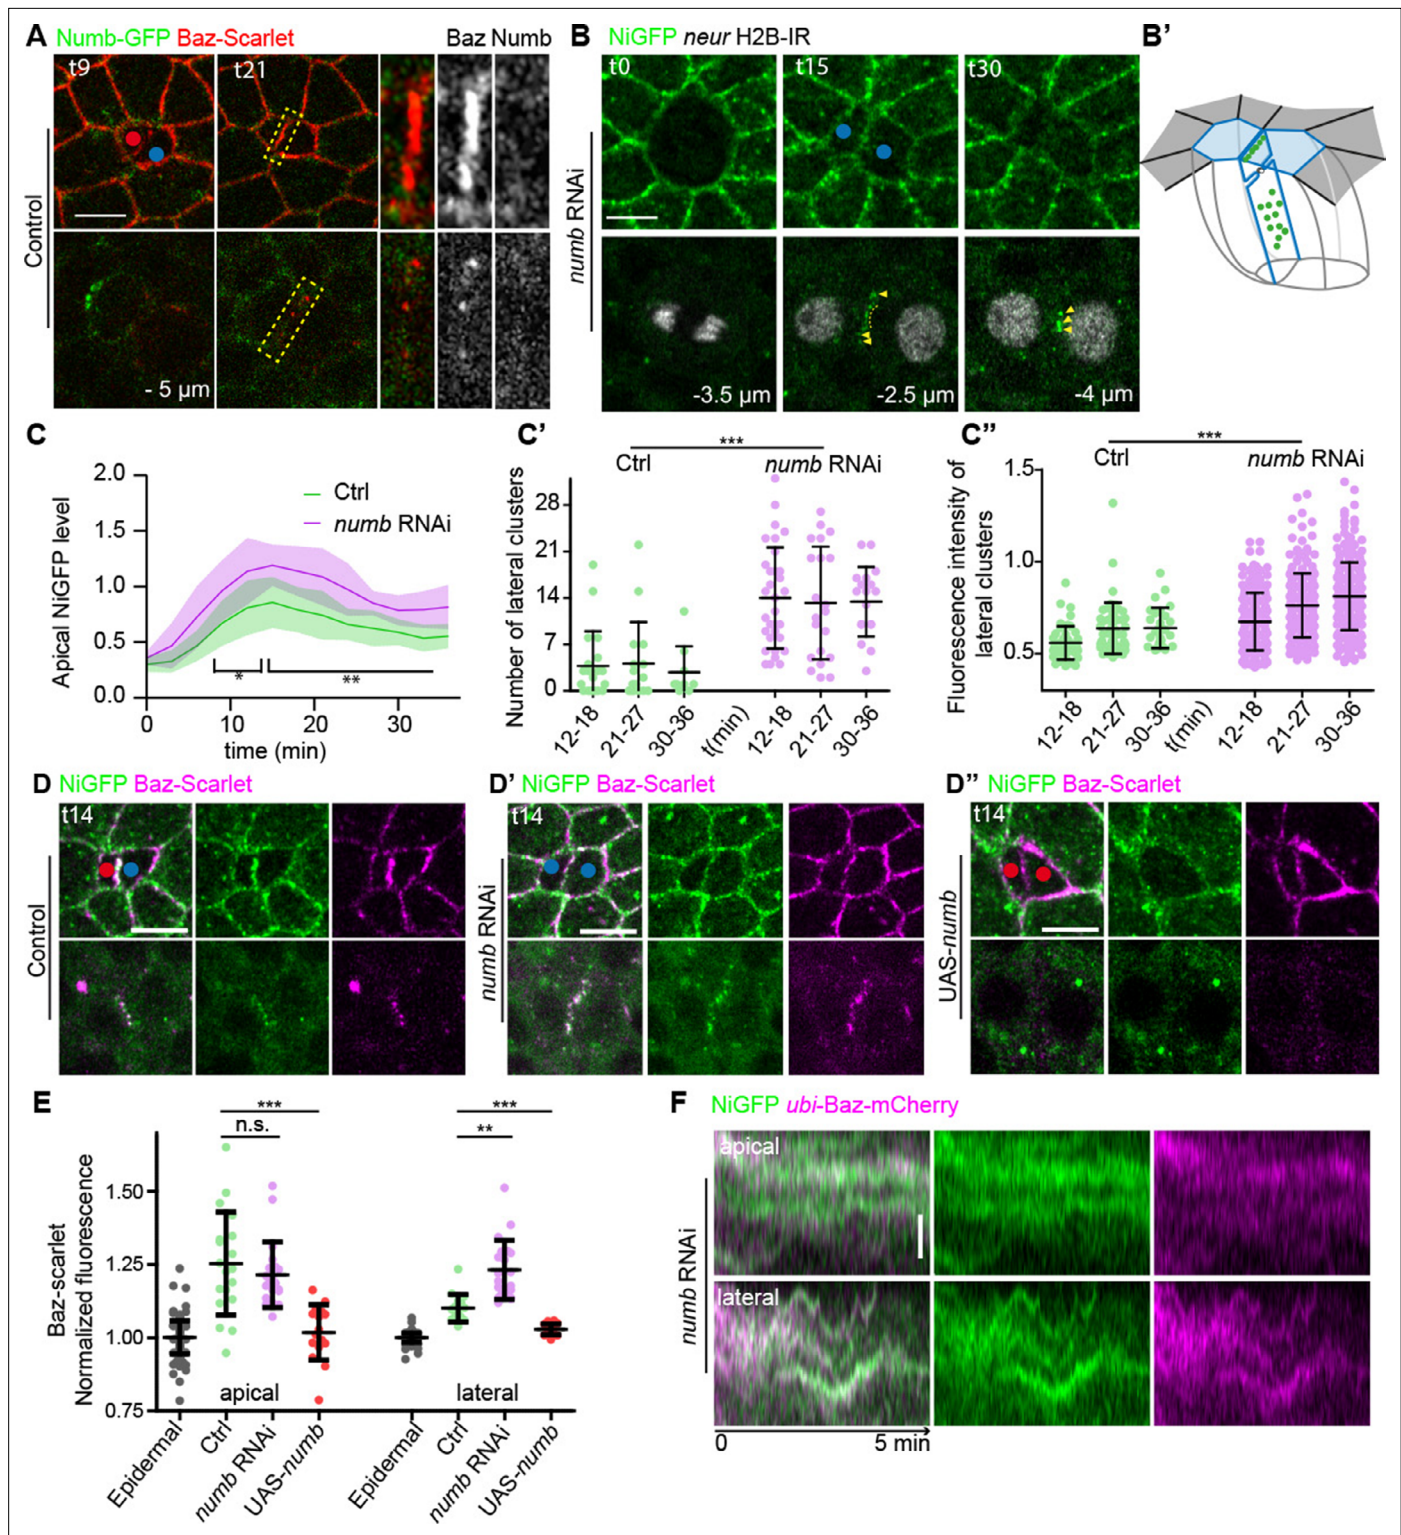 A Numb-GFP Baz-Scarlet Baz Numb
t9 t21
Control
- 5 µm
B NiGFP neur H2B-IR
t0 t15 t30
numb RNAi
-3.5 µm -2.5 µm -4 µm
B'
C
Apical NiGFP level
2.0
1.5
1.0
0.5
0.0
Ctrl
numb RNAi
* **
0 10 20 30
time (min)
C'
***
Ctrl numb RNAi
Number of lateral clusters
28
21
14
7
0
12-18 21-27 30-36 t(min) 12-18 21-27 30-36
C"
***
Ctrl numb RNAi
Fluorescence intensity of
lateral clusters
1.5
1.0
0.5
12-18 21-27 30-36 t(min) 12-18 21-27 30-36
D NiGFP Baz-Scarlet
t14
Control
D' NiGFP Baz-Scarlet
t14
numb RNAi
D" NiGFP Baz-Scarlet
t14
UAS-numb
E
Baz-scarlet
Normalized fluorescence
*** ***
n.s. **
1.50
1.25
1.00
0.75
apical lateral
Epidermal Ctrl numb RNAi UAS-numb Epidermal Ctrl numb RNAi UAS-numb
F NiGFP ubi-Baz-mCherry
apical
numb RNAi
lateral
0 5 min